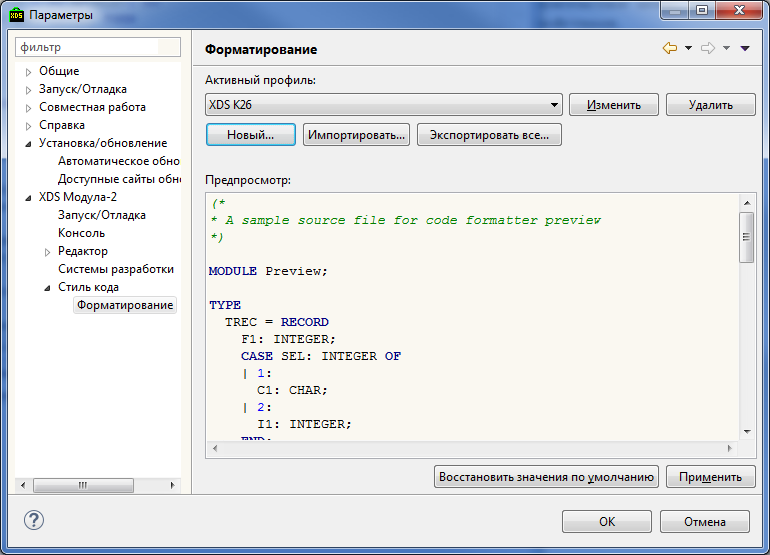 XDS
Параметры
фильтр
Общие
Запуск/Отладка
Совместная работа
Справка
Установка/обновление
Автоматическое обно
Доступные сайты обно
XDS Модула-2
Запуск/Отладка
Консоль
Редактор
Системы разработки
Стиль кода
Форматирование
Форматирование
Активный профиль:
XDS K26
Изменить
Удалить
Новый...
Импортировать...
Экспортировать все...
Предпросмотр:
(*
* A sample source file for code formatter preview
*)
MODULE Preview;
TYPE
TREC = RECORD
F1: INTEGER;
CASE SEL: INTEGER OF
| 1:
C1: CHAR;
| 2:
I1: INTEGER;
END;
Восстановить значения по умолчанию
Применить
?
OK
Отмена